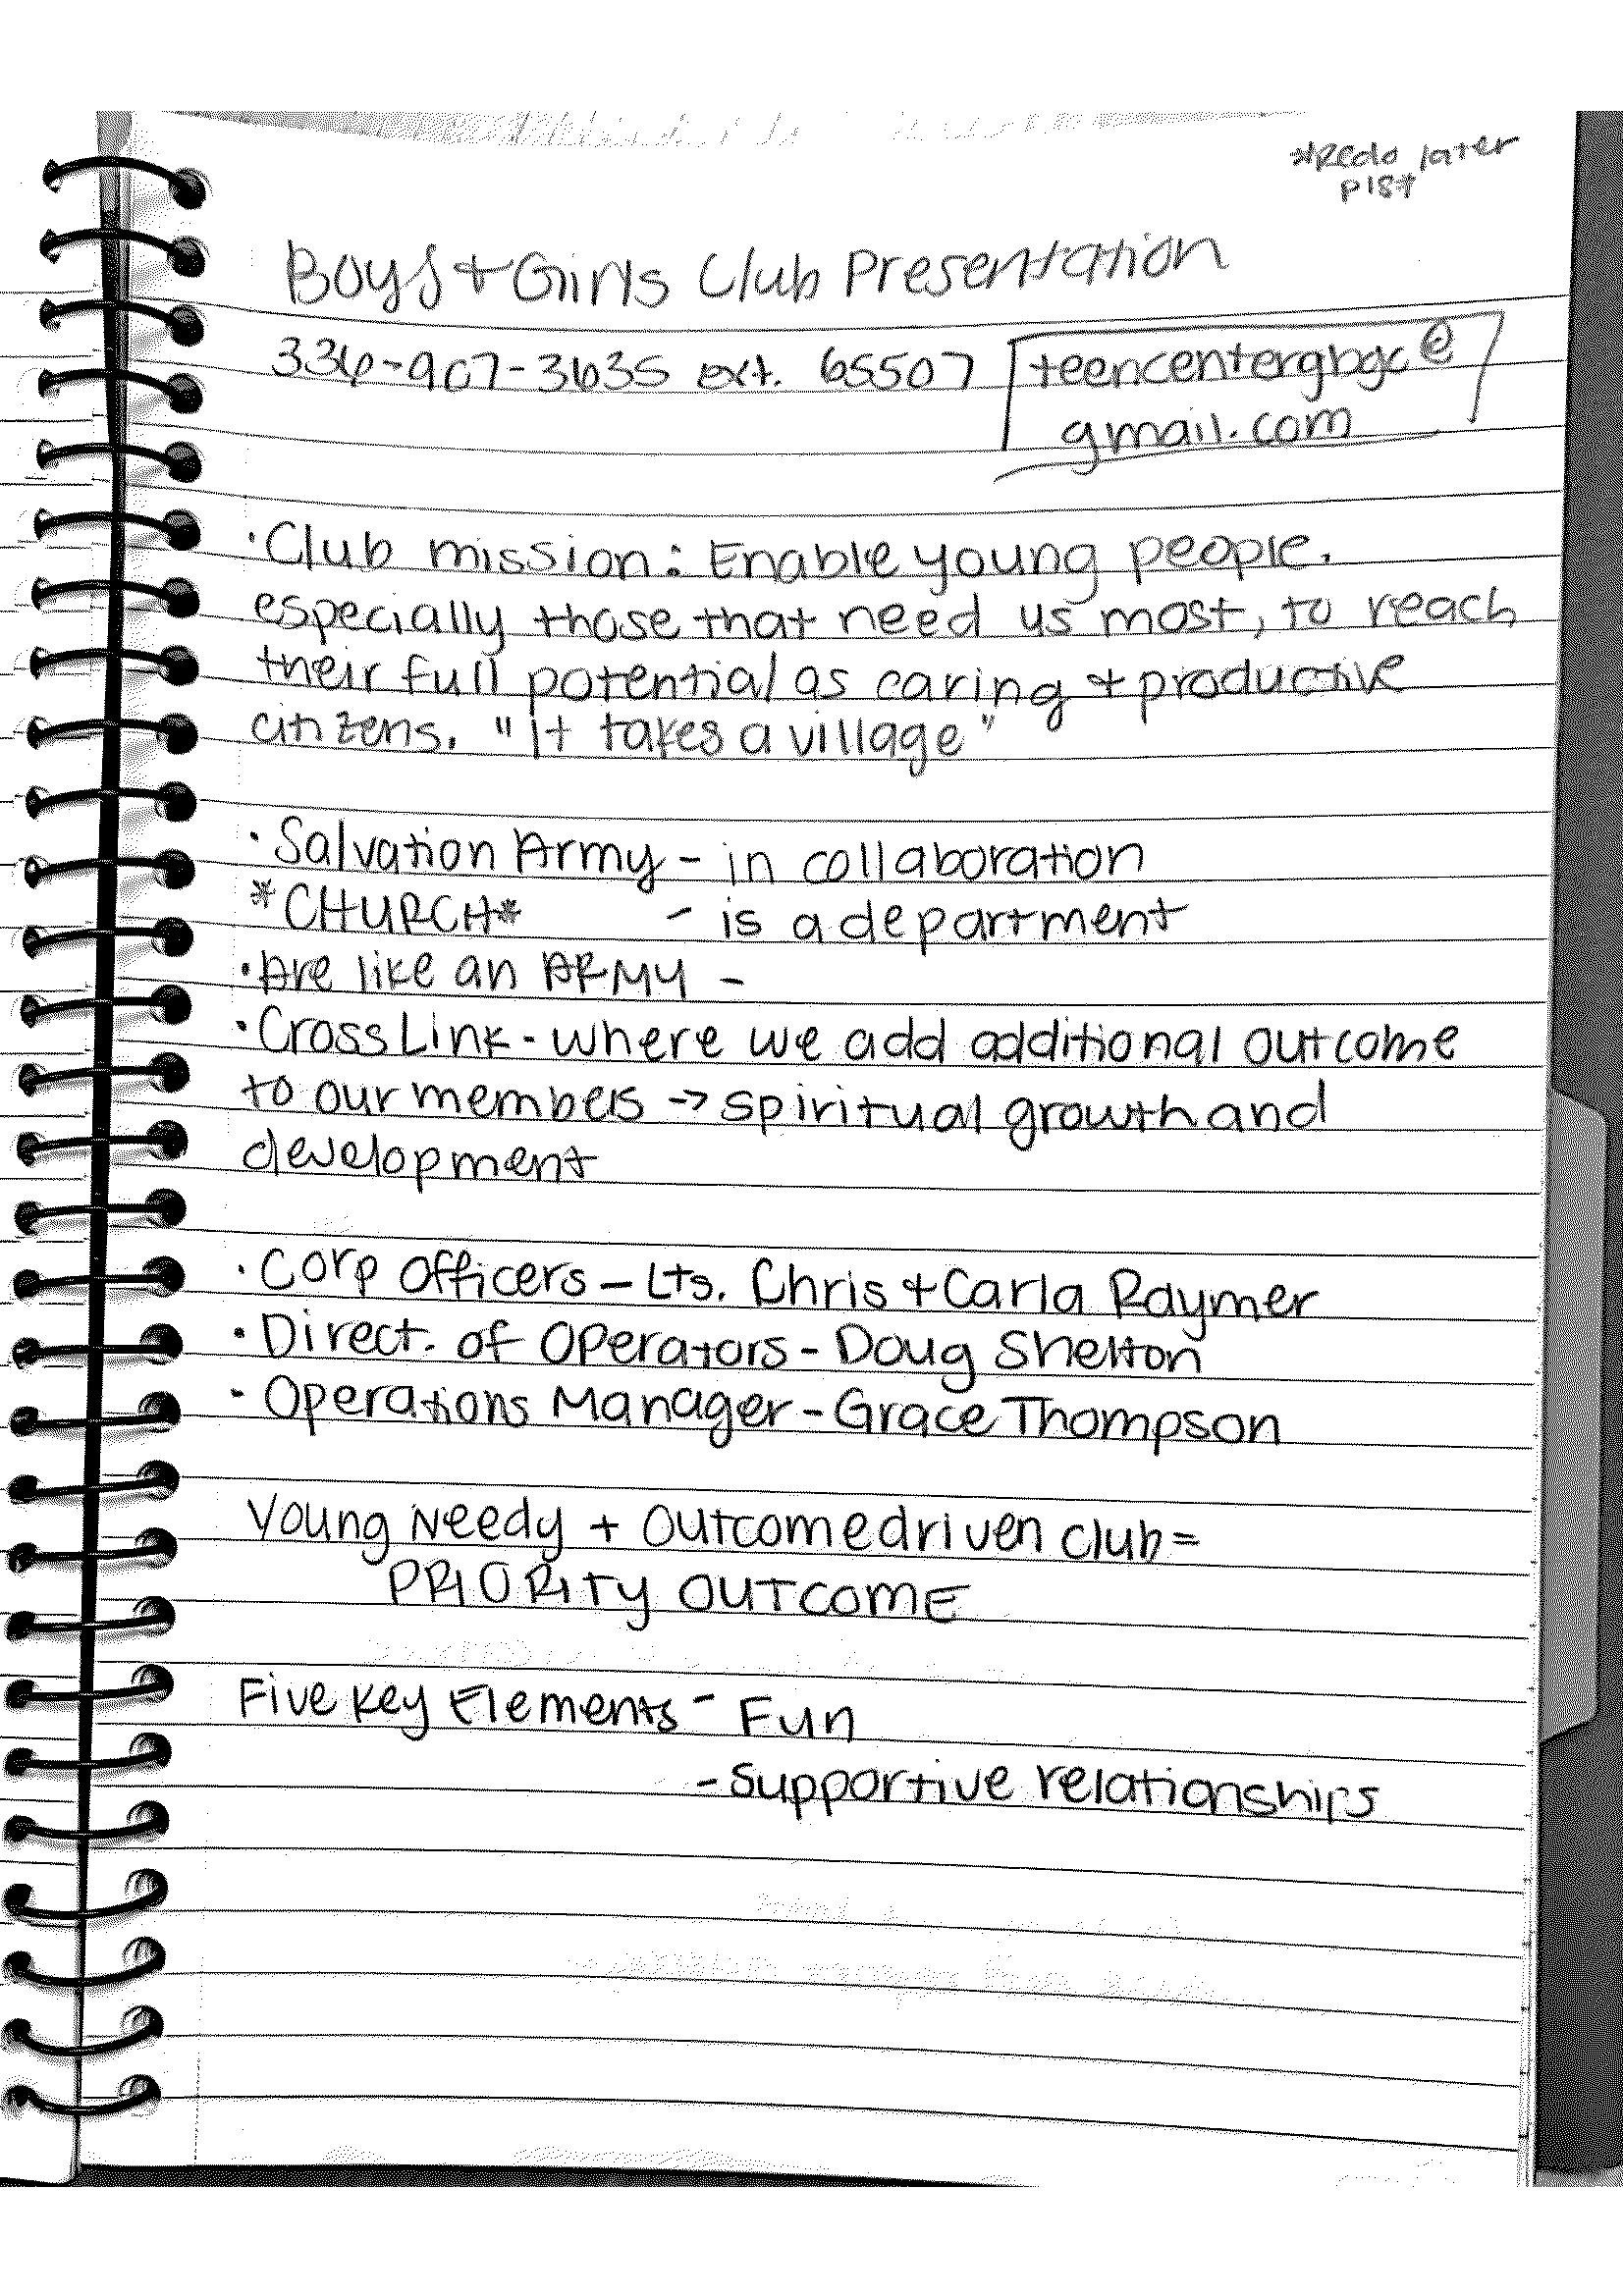 *Redo later
Boys + Girls Club Presentation
336-907-3635 ext. 65507
teencentergbgc@
gmail.com
· Club mission: Enable young people.
especially those that need us most, to reach
their full potential as caring + productive
citizens. "It takes a village"
· Salvation Army - in collaboration
*CHURCH* - is a department
· Are like an ARMY -
· Cross Link - where we add additional outcome
to our members → spiritual growth and
development
· Corp Officers - Lts. Chris + Carla Raymer
· Direct. of Operators - Doug Shelton
· Operations Manager - Grace Thompson
Young Needy + Outcome driven club =
PRIORITY OUTCOME
Five Key Elements - Fun
- Supportive relationships